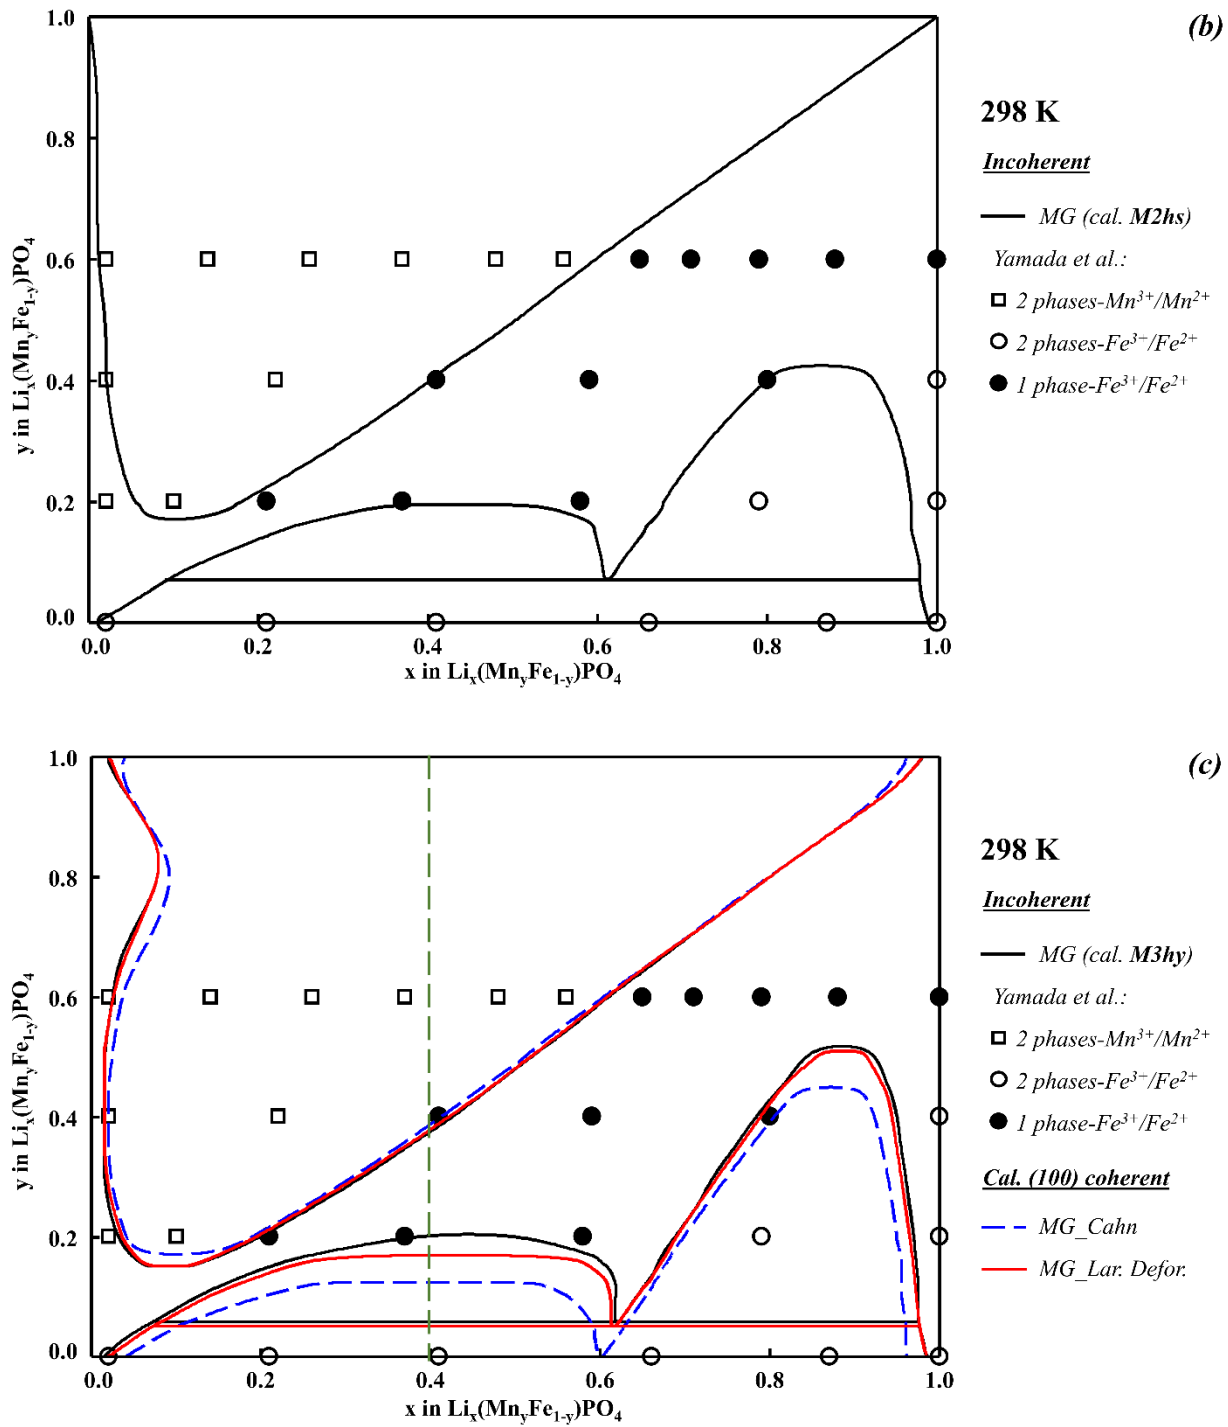 (b)
1.0
0.8
0.6
0.4
0.2
0.0
y in Liₓ(MnyFe1-y)PO₄
0.0 0.2 0.4 0.6 0.8 1.0
x in Liₓ(MnyFe1-y)PO₄
298 K
Incoherent
MG (cal. M2hs)
Yamada et al.:
2 phases-Mn³⁺/Mn²⁺
2 phases-Fe³⁺/Fe²⁺
1 phase-Fe³⁺/Fe²⁺
(c)
1.0
0.8
0.6
0.4
0.2
0.0
y in Liₓ(MnyFe1-y)PO₄
0.0 0.2 0.4 0.6 0.8 1.0
x in Liₓ(MnyFe1-y)PO₄
298 K
Incoherent
MG (cal. M3hy)
Yamada et al.:
2 phases-Mn³⁺/Mn²⁺
2 phases-Fe³⁺/Fe²⁺
1 phase-Fe³⁺/Fe²⁺
Cal. (100) coherent
MG_Cahn
MG_Lar. Defor.